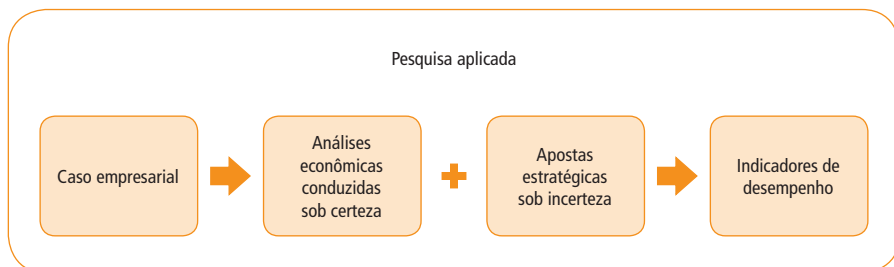 Pesquisa aplicada
Caso empresarial
Análises
econômicas
conduzidas
sob certeza
Apostas
estratégicas
sob incerteza
Indicadores de
desempenho